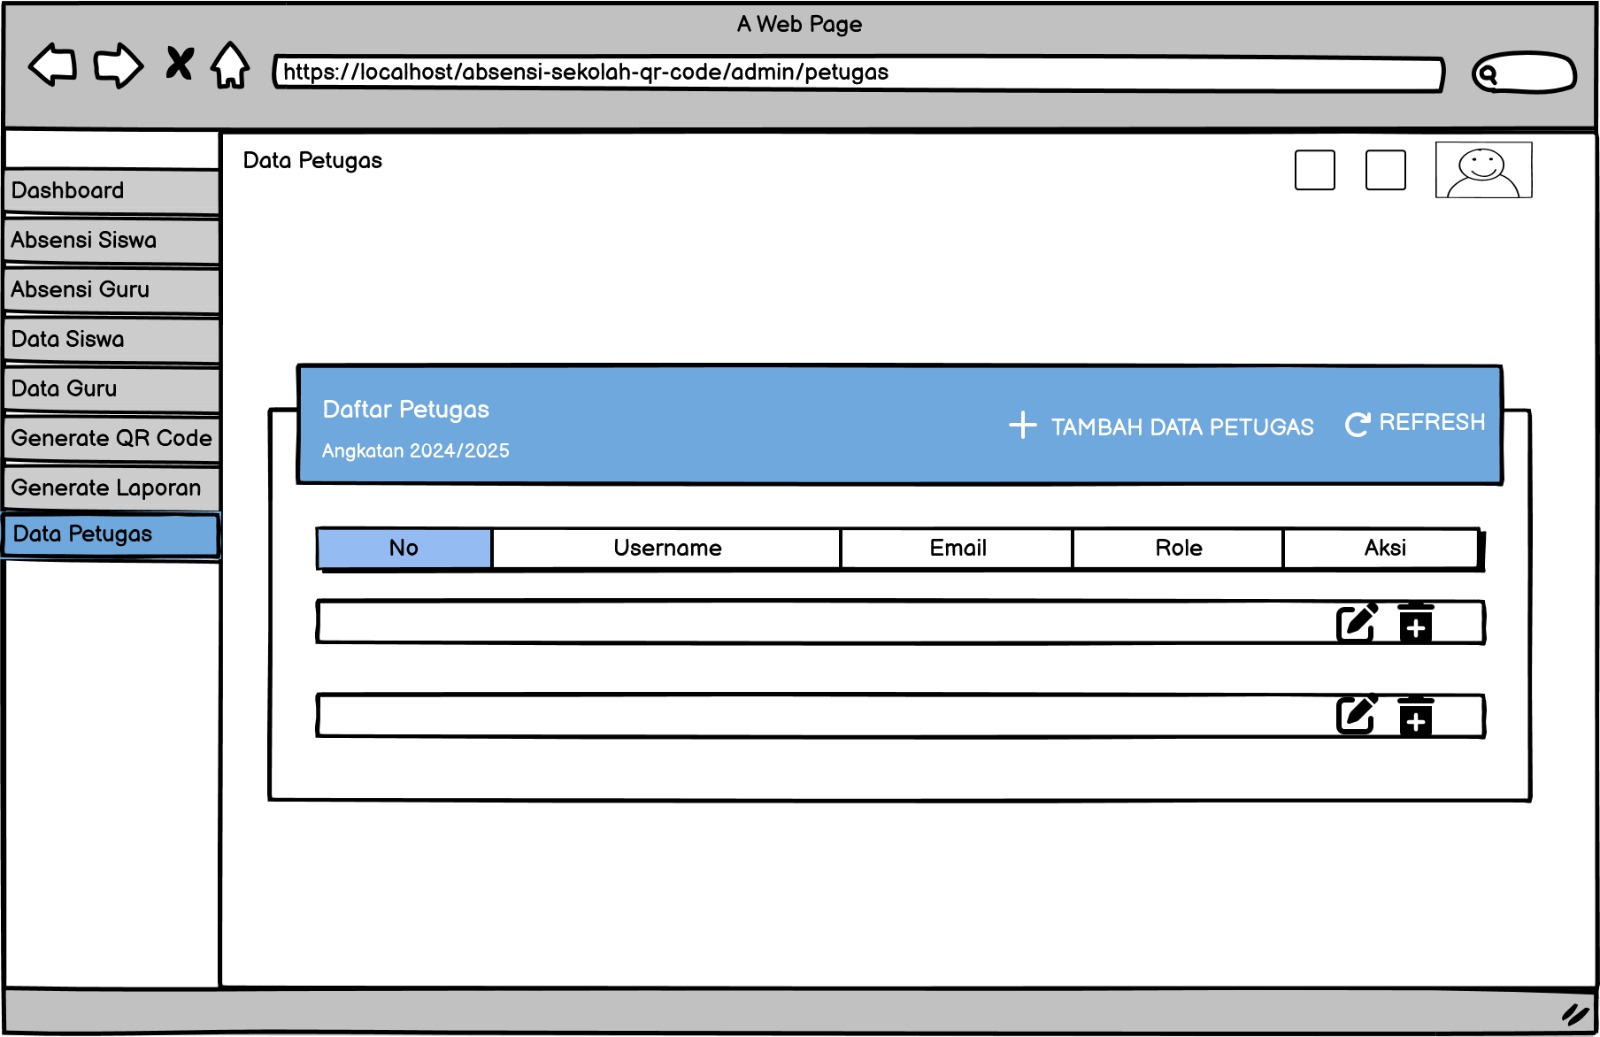 A Web Page
https://localhost/absensi-sekolah-qr-code/admin/petugas
Data Petugas
Dashboard
Absensi Siswa
Absensi Guru
Data Siswa
Data Guru
Generate QR Code
Generate Laporan
Data Petugas
Daftar Petugas
Angkatan 2024/2025
TAMBAH DATA PETUGAS REFRESH
No Username Email Role Aksi